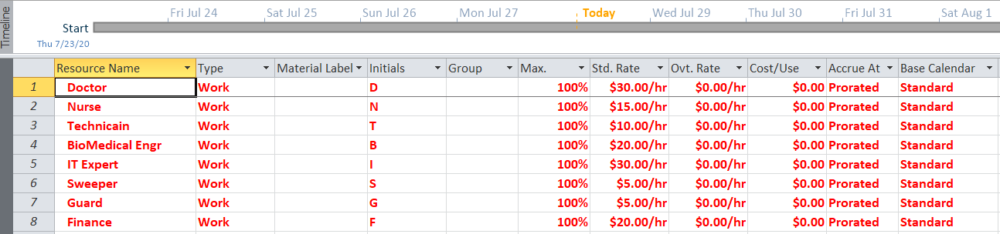 Timeline
Fri Jul 24 Sat Jul 25 Sun Jul 26 Mon Jul 27 Today Wed Jul 29 Thu Jul 30 Fri Jul 31 Sat Aug 1
Start
Thu 7/23/20
Resource Name Type Material Label Initials Group Max. Std. Rate Ovt. Rate Cost/Use Accrue At Base Calendar
1 Doctor Work D 100% $30.00/hr $0.00/hr $0.00 Prorated Standard
2 Nurse Work N 100% $15.00/hr $0.00/hr $0.00 Prorated Standard
3 Technicain Work T 100% $10.00/hr $0.00/hr $0.00 Prorated Standard
4 BioMedical Engr Work B 100% $20.00/hr $0.00/hr $0.00 Prorated Standard
5 IT Expert Work I 100% $30.00/hr $0.00/hr $0.00 Prorated Standard
6 Sweeper Work S 100% $5.00/hr $0.00/hr $0.00 Prorated Standard
7 Guard Work G 100% $5.00/hr $0.00/hr $0.00 Prorated Standard
8 Finance Work F 100% $20.00/hr $0.00/hr $0.00 Prorated Standard